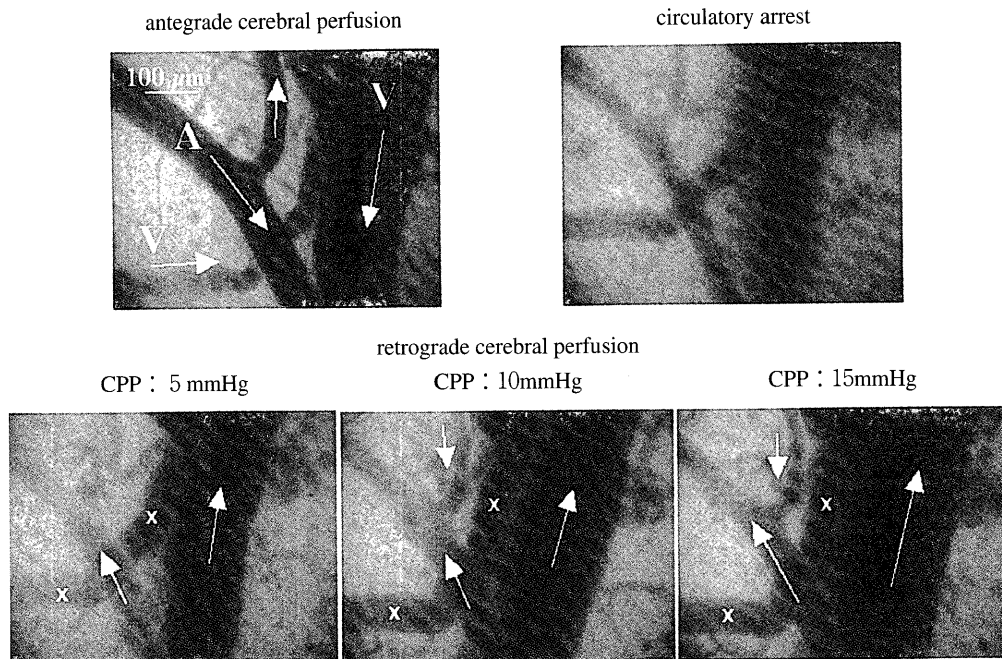 antegrade cerebral perfusion
circulatory arrest
100 μm
A
V
V
retrograde cerebral perfusion
CPP : 5 mmHg
CPP : 10mmHg
CPP : 15mmHg
x
x
x
x
x
x